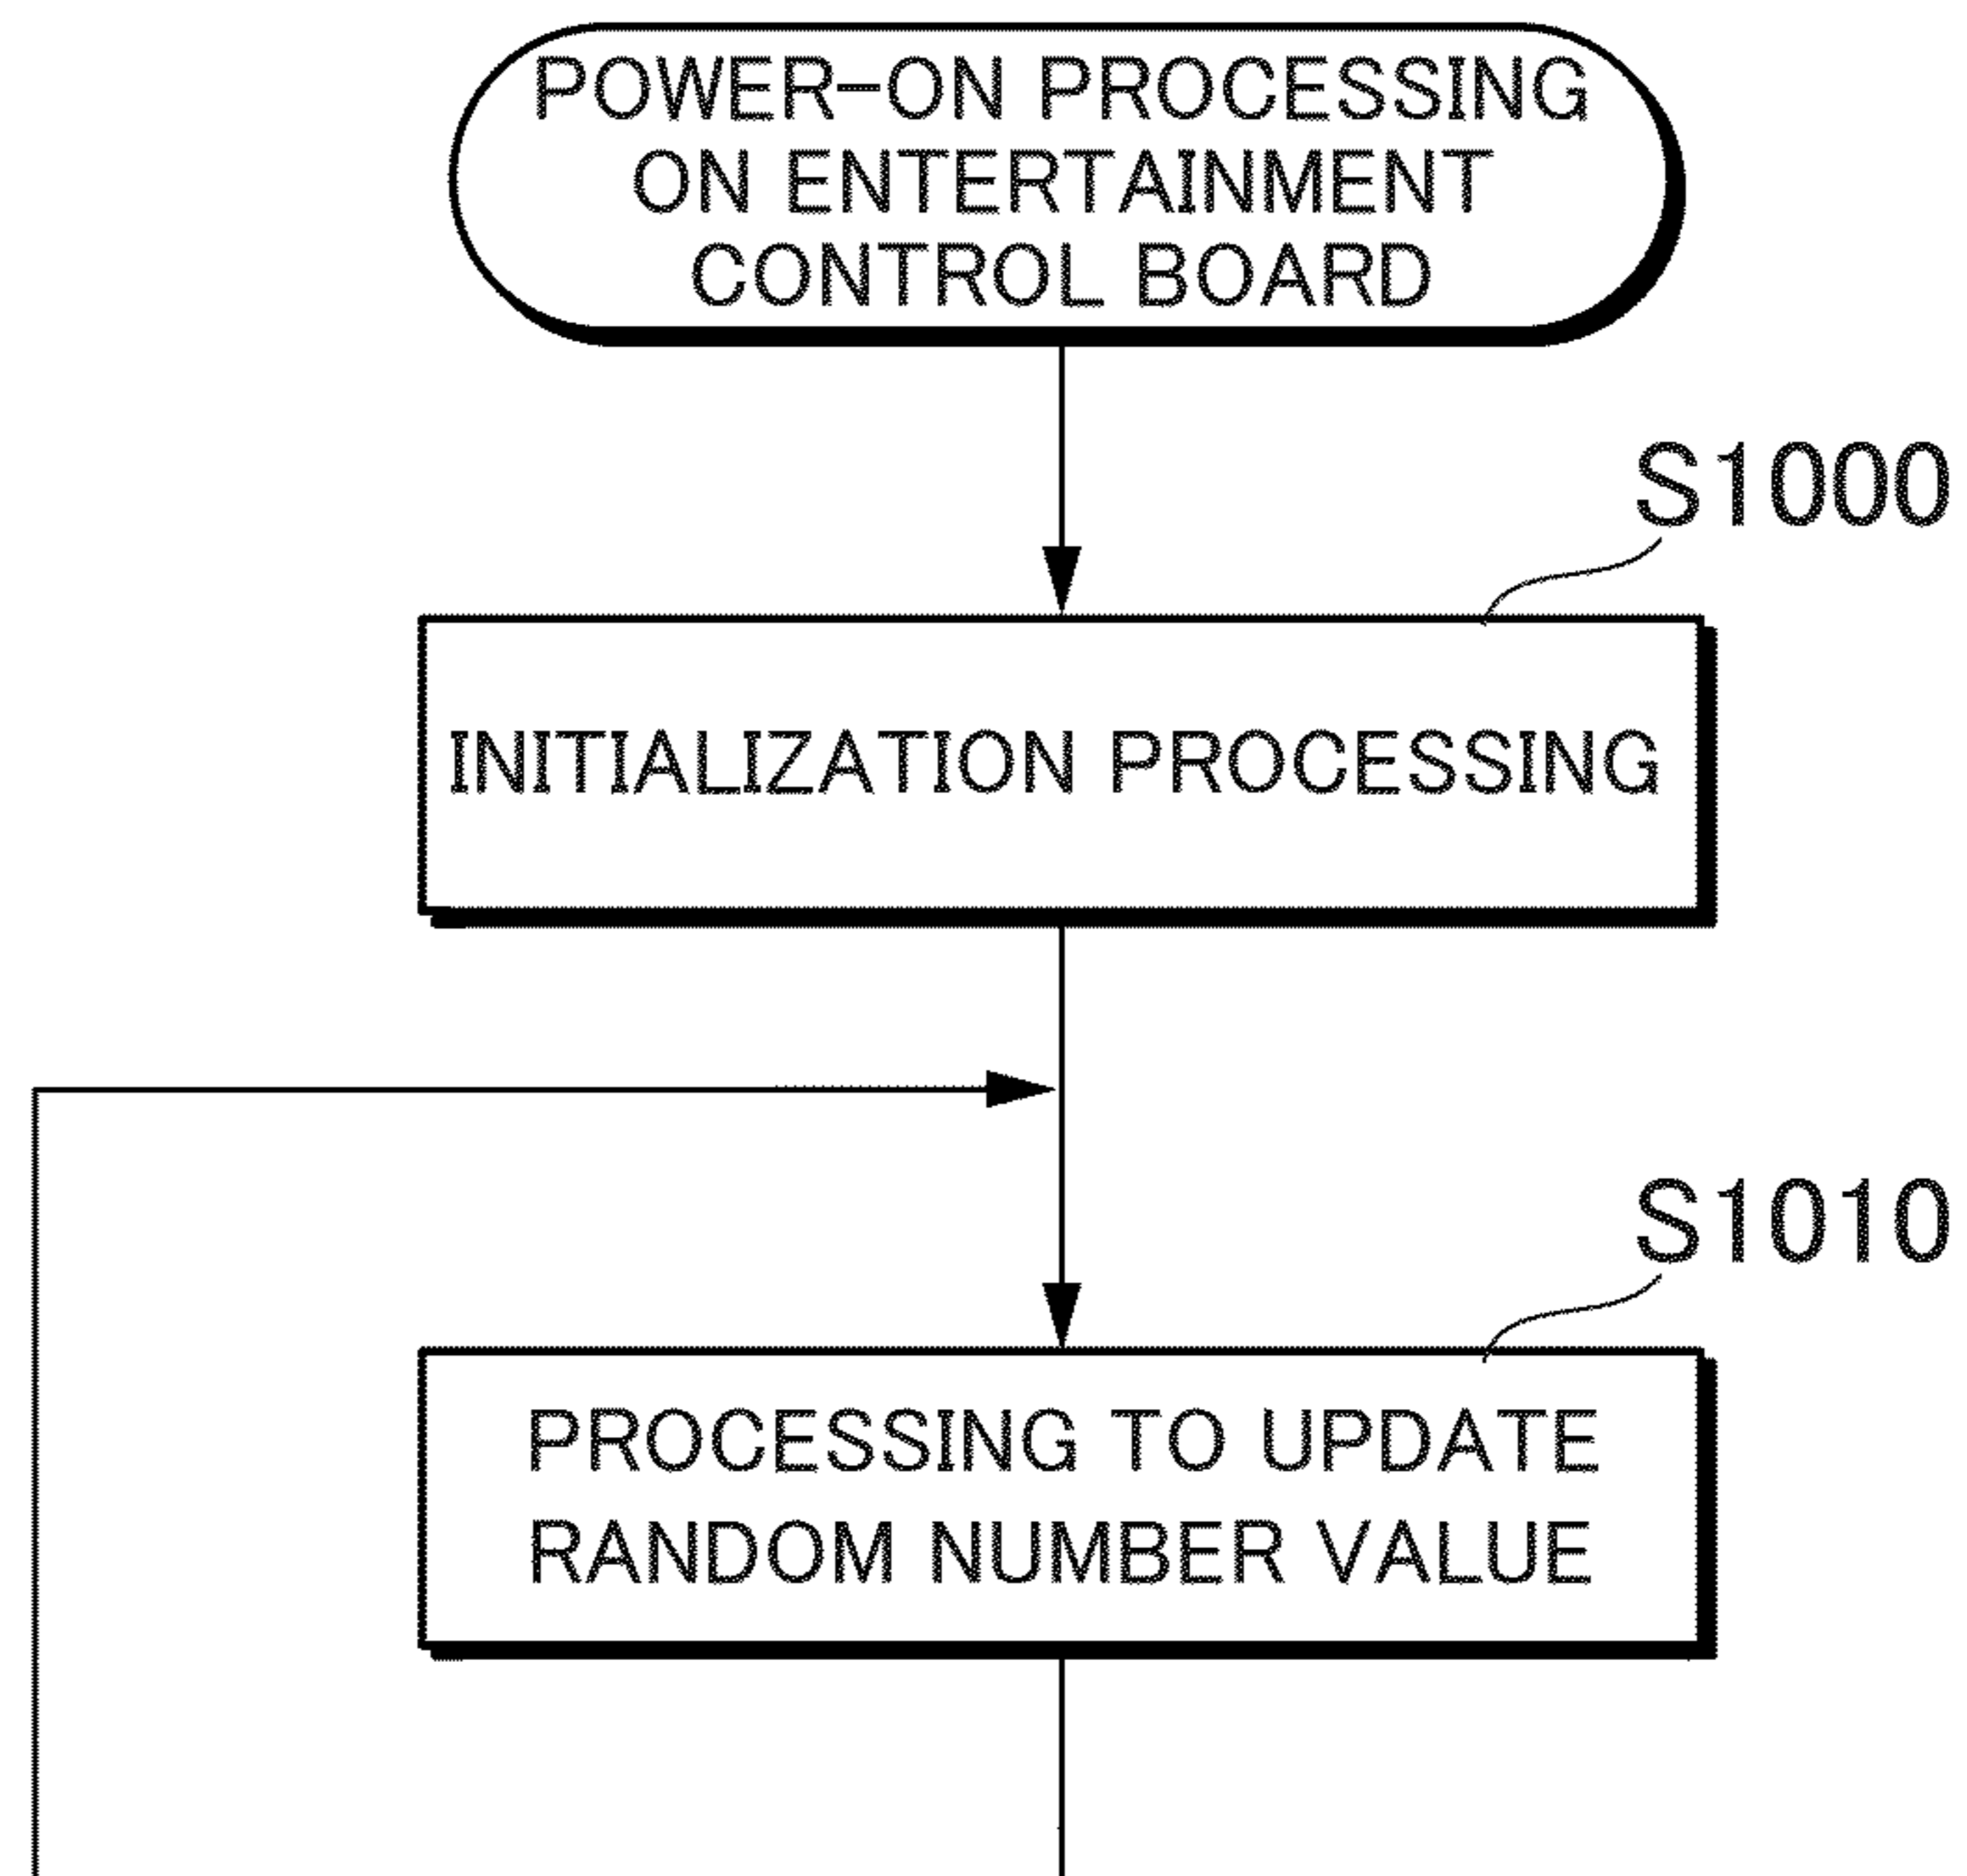 POWER-ON PROCESSING
ON ENTERTAINMENT
CONTROL BOARD
S1000
INITIALIZATION PROCESSING
S1010
PROCESSING TO UPDATE
RANDOM NUMBER VALUE